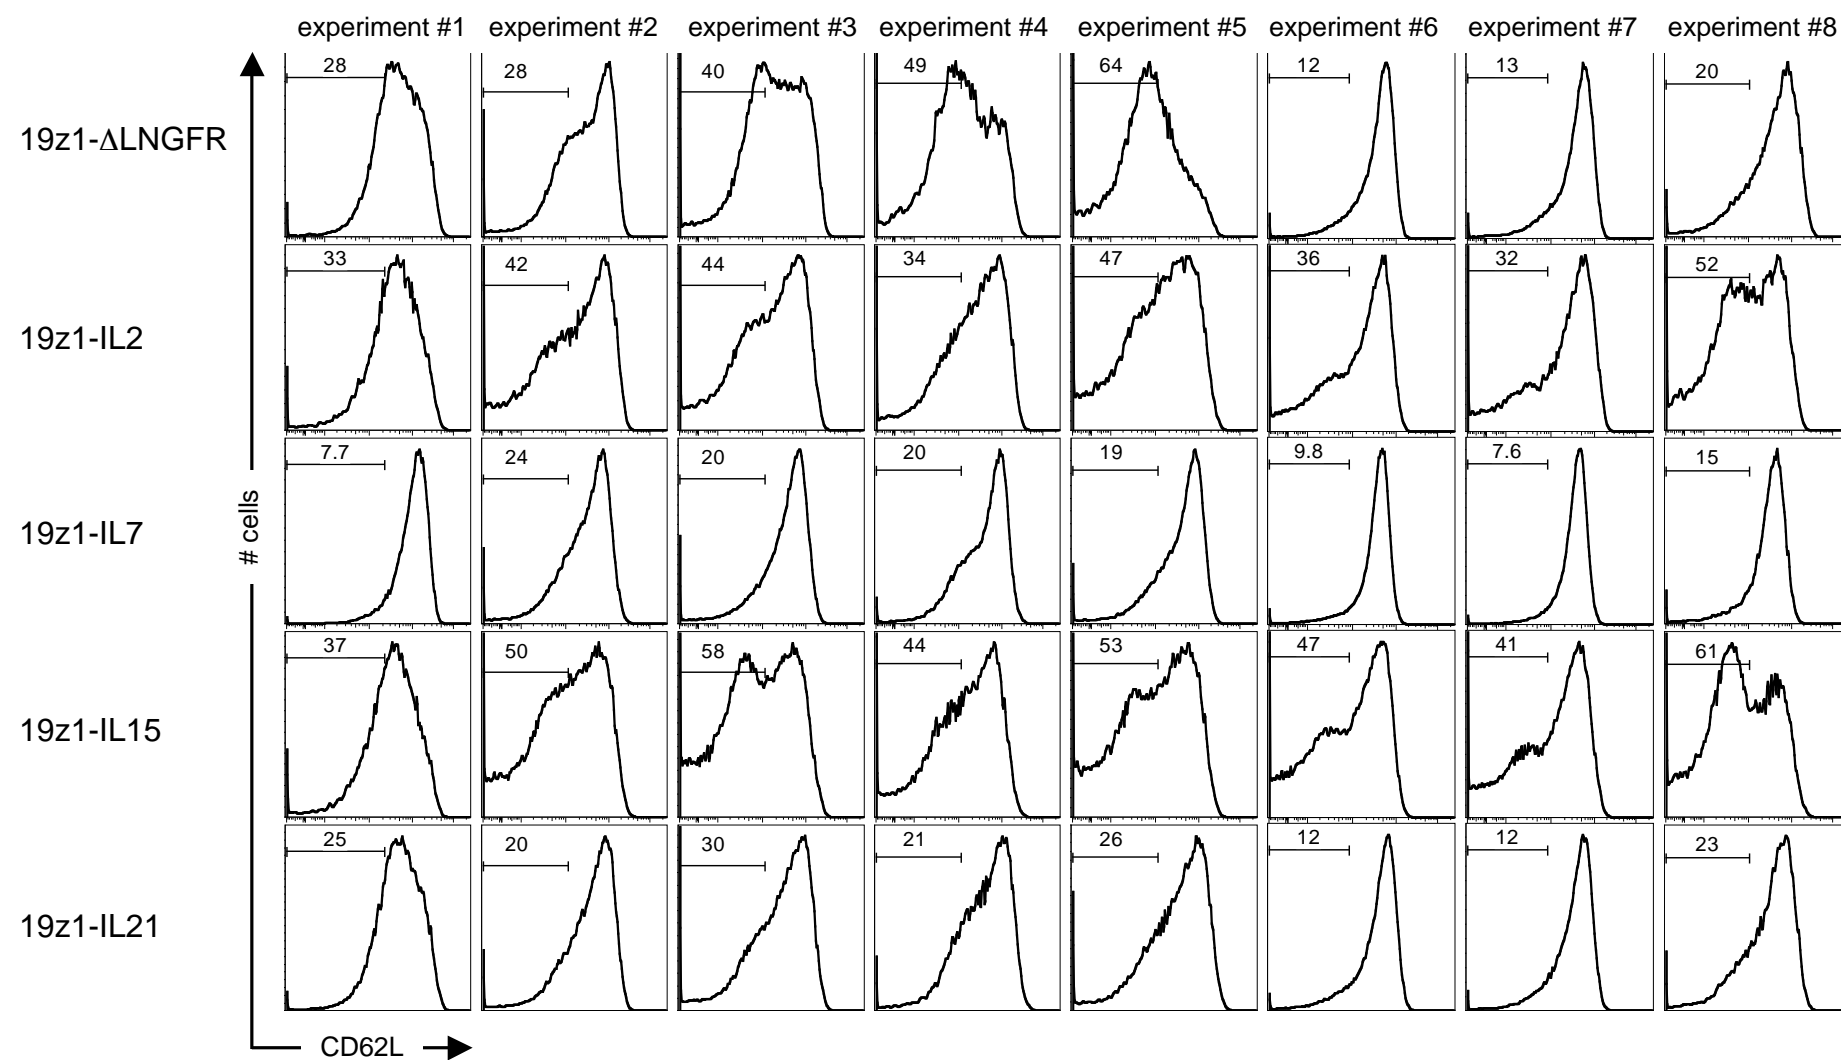 experiment #1 experiment #2 experiment #3 experiment #4 experiment #5 experiment #6 experiment #7 experiment #8
19z1-ΔLNGFR 28 28 40 49 64 12 13 20
19z1-IL2 33 42 44 34 47 36 32 52
19z1-IL7 7.7 24 20 20 19 9.8 7.6 15
19z1-IL15 37 50 58 44 53 47 41 61
19z1-IL21 25 20 30 21 26 12 12 23
# cells
CD62L